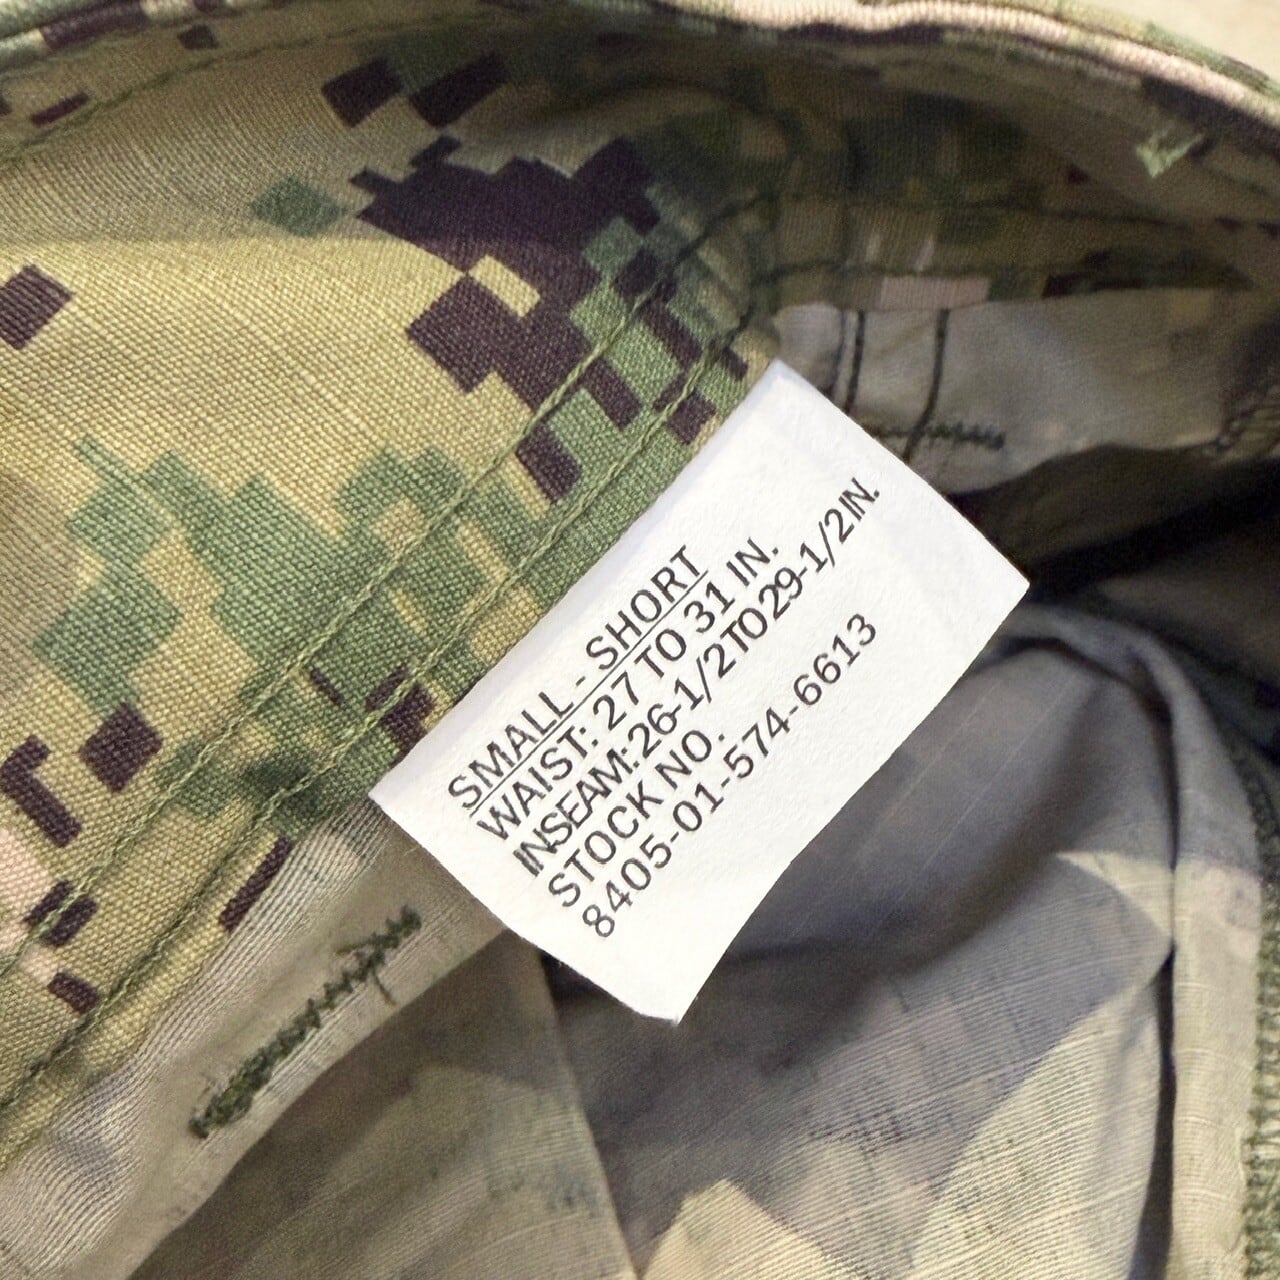 SMALL - SHORT
WAIST: 27 TO 31 IN.
INSEAM:26-1/2TO29-1/2IN.
STOCK NO.
8405-01-574-6613